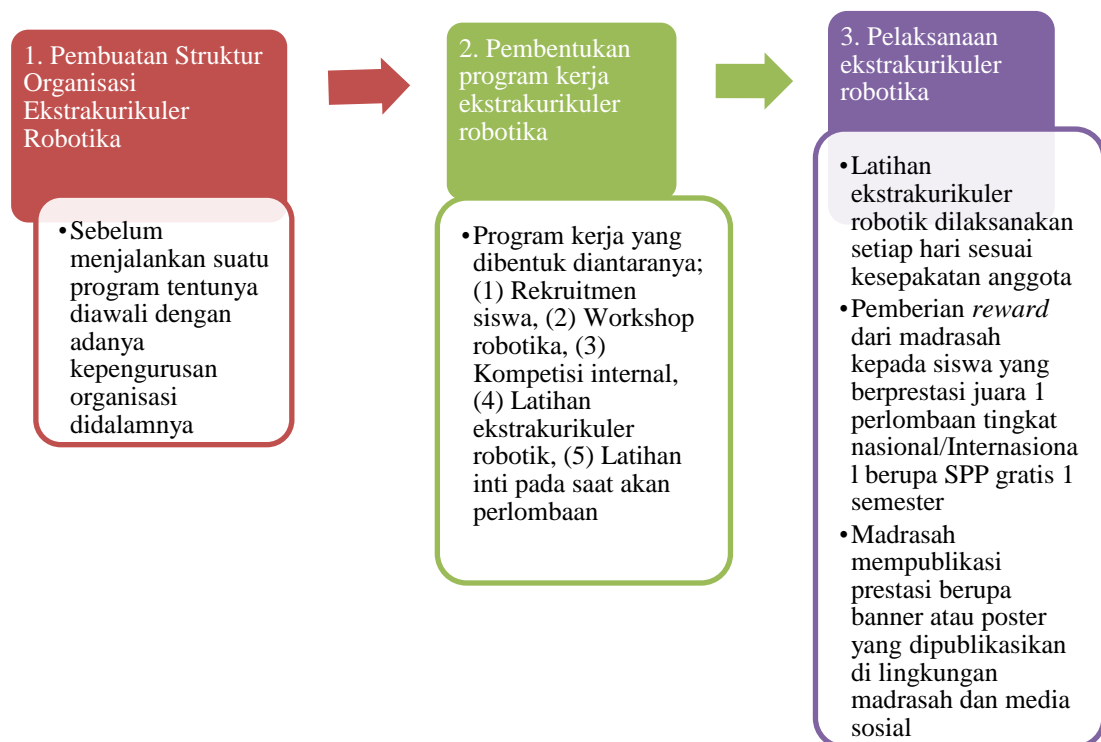 1. Pembuatan Struktur
Organisasi
Ekstrakurikuler
Robotika
•Sebelum
menjalankan suatu
program tentunya
diawali dengan
adanya
kepengurusan
organisasi
didalamnya
2. Pembentukan
program kerja
ekstrakurikuler
robotika
•Program kerja yang
dibentuk diantaranya;
(1) Rekruitmen
siswa, (2) Workshop
robotika, (3)
Kompetisi internal,
(4) Latihan
ekstrakurikuler
robotik, (5) Latihan
inti pada saat akan
perlombaan
3. Pelaksanaan
ekstrakurikuler
robotika
•Latihan
ekstrakurikuler
robotik dilaksanakan
setiap hari sesuai
kesepakatan anggota
•Pemberian reward
dari madrasah
kepada siswa yang
berprestasi juara 1
perlombaan tingkat
nasional/Internasiona
l berupa SPP gratis 1
semester
•Madrasah
mempublikasi
prestasi berupa
banner atau poster
yang dipublikasikan
di lingkungan
madrasah dan media
sosial